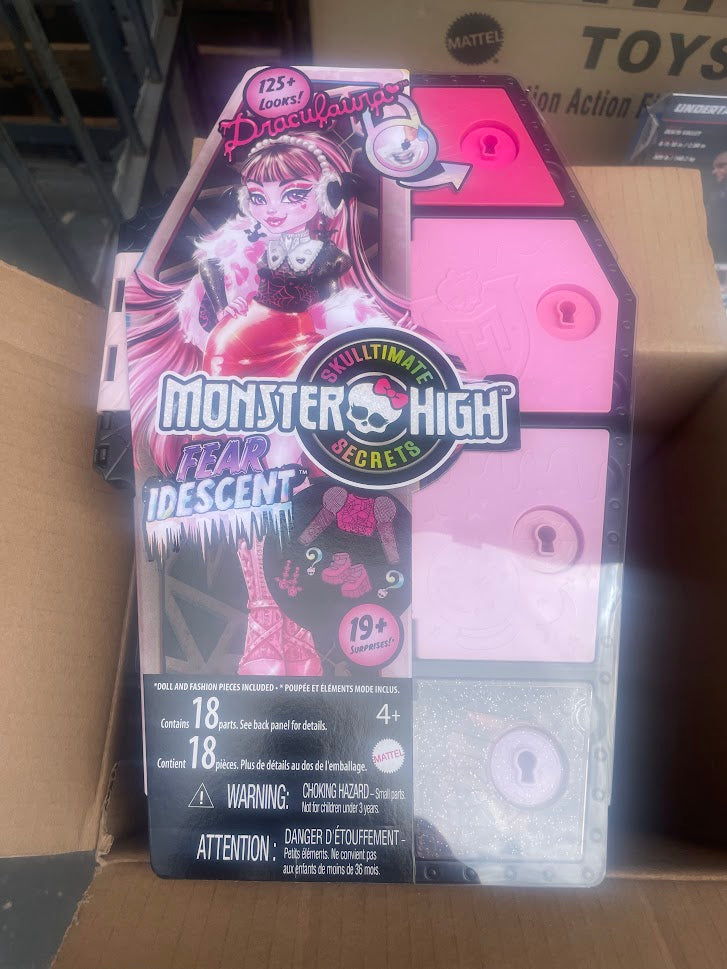 MATTEL
TOYS
ion Action F
UNDERT
125+
LOOKS!
Draculaura
SKULLTIMATE
MONSTER HIGH™
SECRETS
FEAR
IDESCENT™
19+
SURPRISES!*
*DOLL AND FASHION PIECES INCLUDED • * POUPÉE ET ÉLÉMENTS MODE INCLUS.
Contains 18 parts. See back panel for details.
4+
Contient 18 pièces. Plus de détails au dos de l'emballage.
MATTEL
WARNING: CHOKING HAZARD – Small parts.
Not for children under 3 years.
ATTENTION : DANGER D'ÉTOUFFEMENT –
Petits éléments. Ne convient pas
aux enfants de moins de 36 mois.